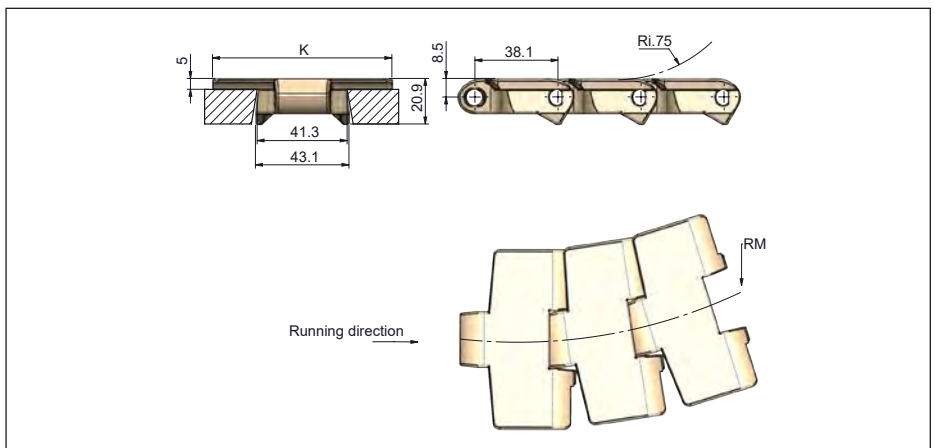 K
5
20.9
41.3
43.1
8.5
38.1
Ri.75
RM
Running direction